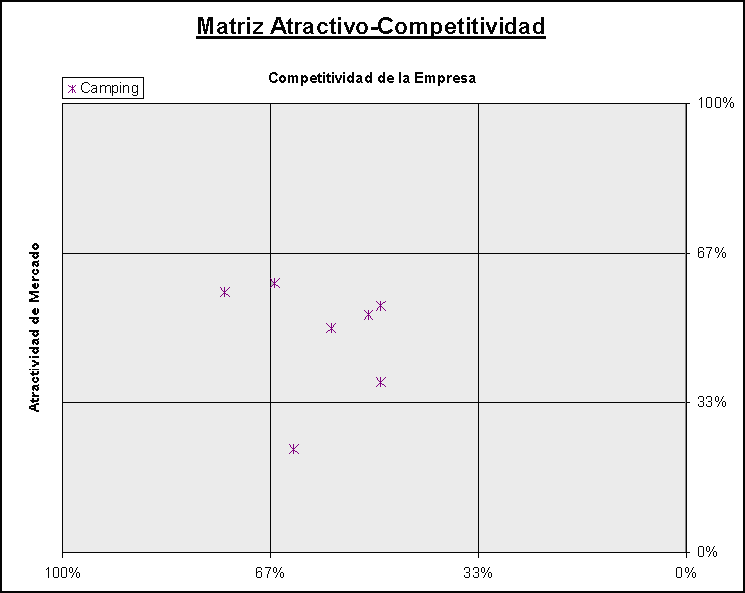 Matriz Atractivo-Competitividad
Competitividad de la Empresa
Camping
100%
67%
33%
0%
Atractividad de Mercado
100%
67%
33%
0%